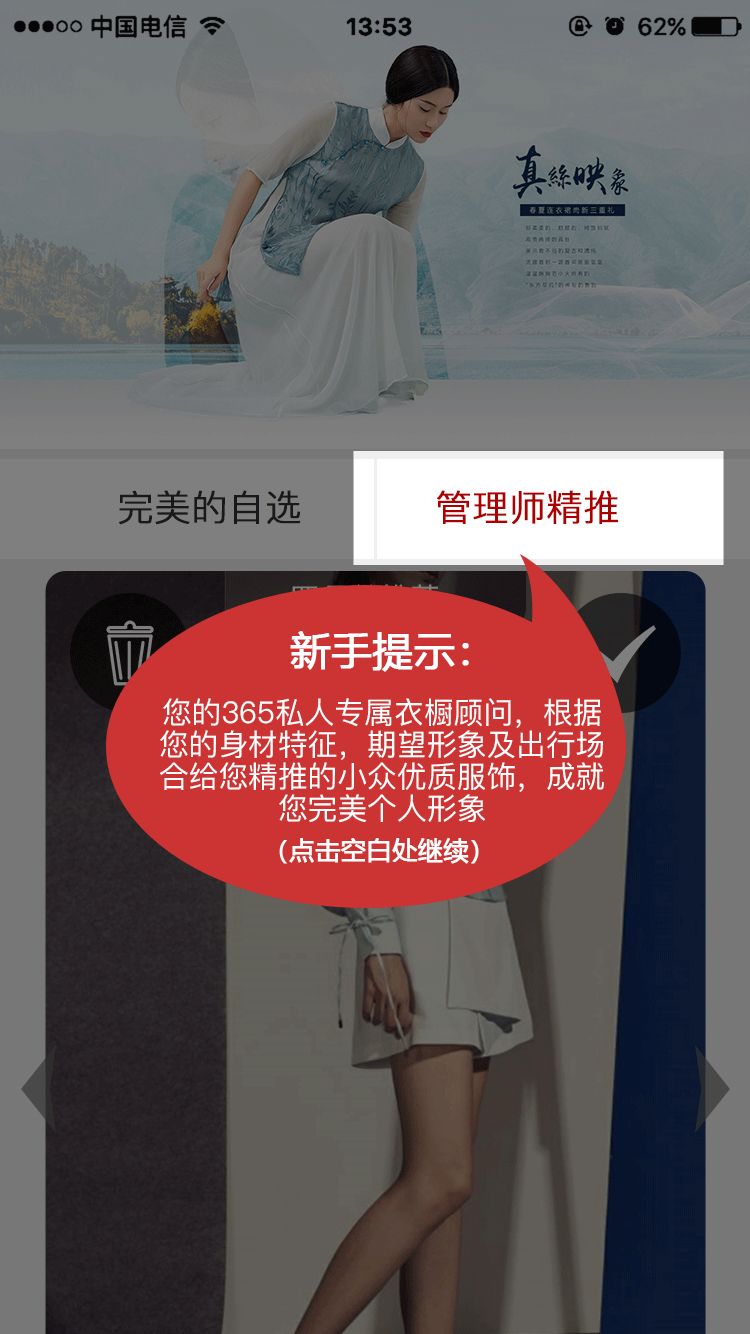 中国电信
13:53
62%
真絲映象
春夏连衣裙尚新三重礼
完美的自选
管理师精推
新手提示：
您的365私人专属衣橱顾问，根据
您的身材特征，期望形象及出行场
合给您精推的小众优质服饰，成就
您完美个人形象
（点击空白处继续）